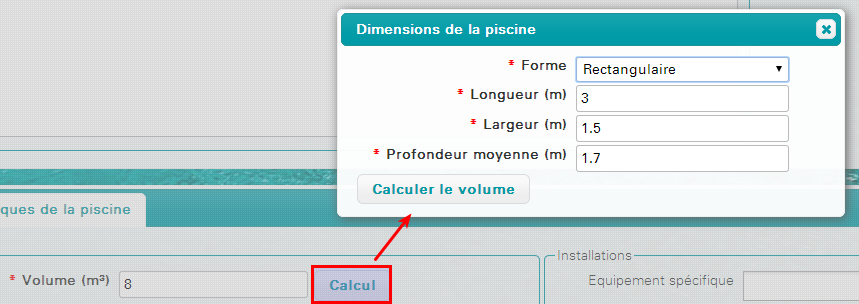 Dimensions de la piscine
* Forme Rectangulaire
* Longueur (m) 3
* Largeur (m) 1.5
* Profondeur moyenne (m) 1.7
Calculer le volume
ques de la piscine
* Volume (m³) 8 Calcul
Installations
Equipement spécifique